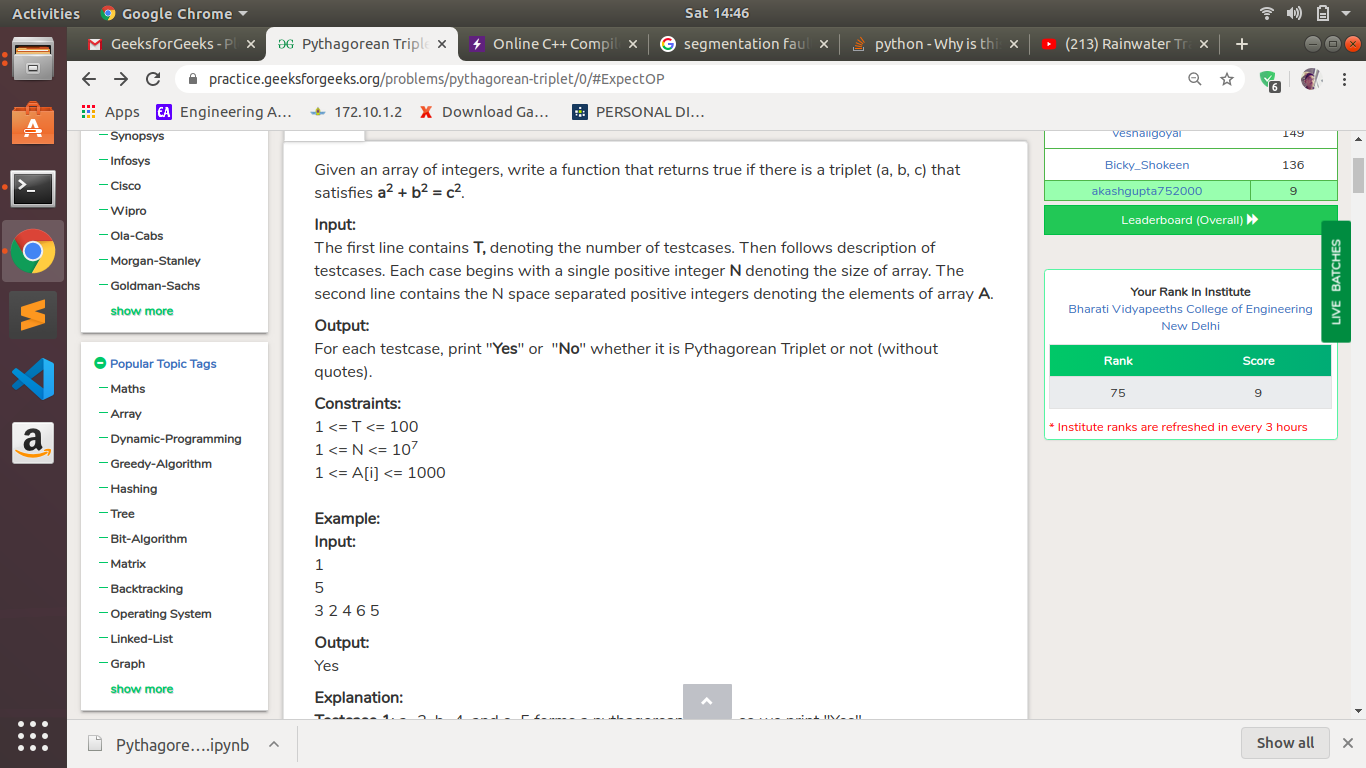 Activities
Google Chrome
Sat 14:46
GeeksforGeeks - P
Pythagorean Triple
Online C++ Compil
segmentation faul
python - Why is thi
(213) Rainwater Tr
practice.geeksforgeeks.org/problems/pythagorean-triplet/0/#ExpectOP
6
Apps
Engineering A...
172.10.1.2
Download Ga...
PERSONAL DI...
Synopsys
Infosys
Cisco
Wipro
Ola-Cabs
Morgan-Stanley
Goldman-Sachs
show more
Popular Topic Tags
Maths
Array
Dynamic-Programming
Greedy-Algorithm
Hashing
Tree
Bit-Algorithm
Matrix
Backtracking
Operating System
Linked-List
Graph
show more
Given an array of integers, write a function that returns true if there is a triplet (a, b, c) that
satisfies a² + b² = c².
Input:
The first line contains T, denoting the number of testcases. Then follows description of
testcases. Each case begins with a single positive integer N denoting the size of array. The
second line contains the N space separated positive integers denoting the elements of array A.
Output:
For each testcase, print "Yes" or "No" whether it is Pythagorean Triplet or not (without
quotes).
Constraints:
1 <= T <= 100
1 <= N <= 10⁷
1 <= A[i] <= 1000
Example:
Input:
1
5
3 2 4 6 5
Output:
Yes
Explanation:
149
Bicky_Shokeen 136
akashgupta752000 9
Leaderboard (Overall)
LIVE BATCHES
Your Rank In Institute
Bharati Vidyapeeths College of Engineering
New Delhi
Rank Score
75 9
* Institute ranks are refreshed in every 3 hours
Pythagore....ipynb
Show all